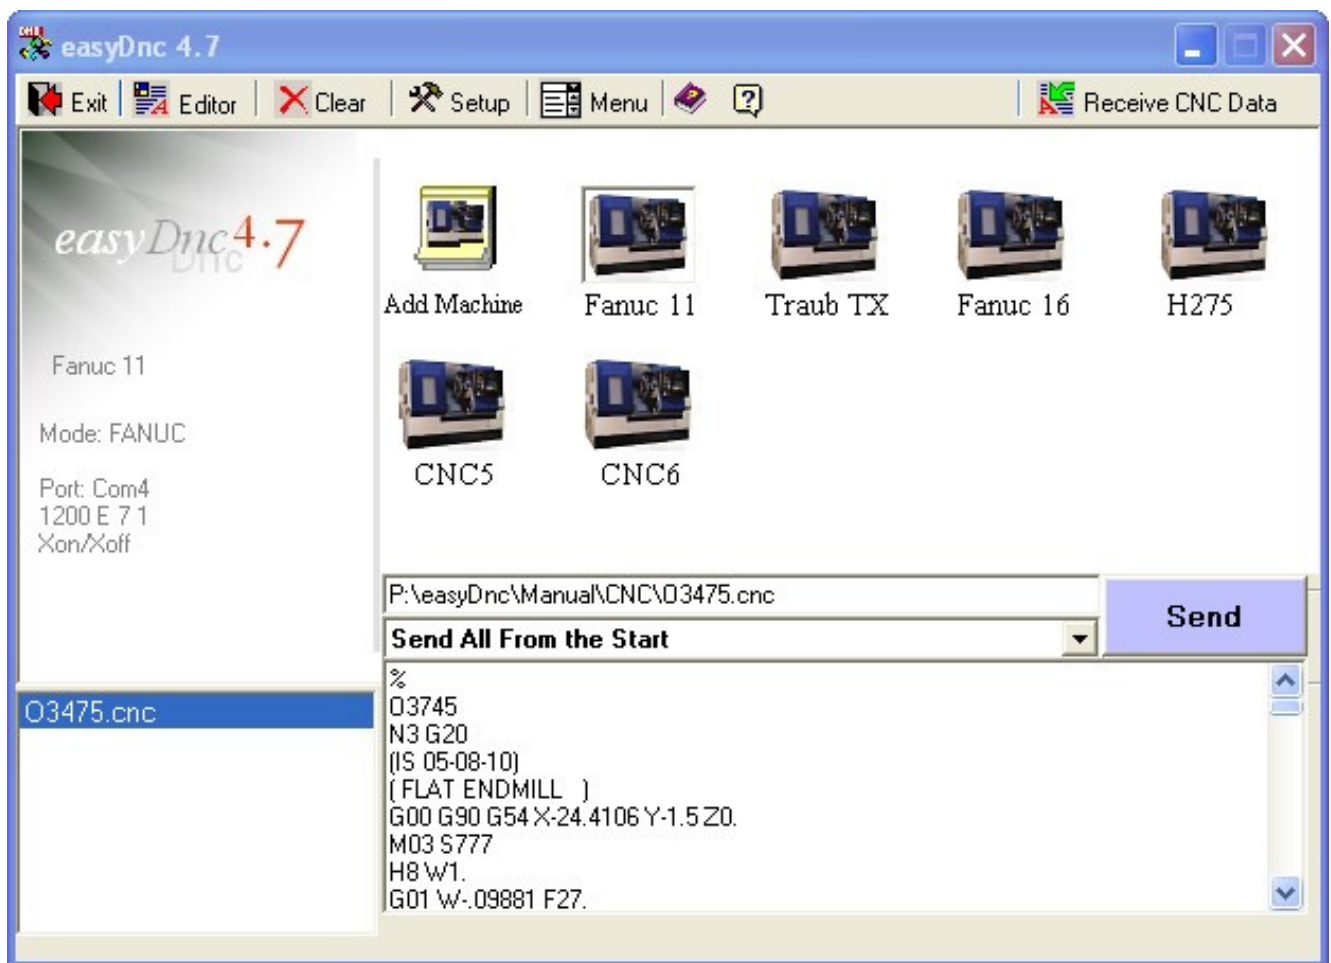 easyDnc 4.7
Exit Editor Clear Setup Menu Receive CNC Data
easyDnc4.7
Add Machine Fanuc 11 Traub TX Fanuc 16 H275
CNC5 CNC6
Fanuc 11
Mode: FANUC
Port: Com4
1200 E 7 1
Xon/Xoff
P:\easyDnc\Manual\CNC\O3475.cnc
Send All From the Start
Send
O3475.cnc
%
O3745
N3 G20
(IS 05-08-10)
( FLAT ENDMILL   )
G00 G90 G54 X-24.4106 Y-1.5 Z0.
M03 S777
H8 W1.
G01 W-.09881 F27.